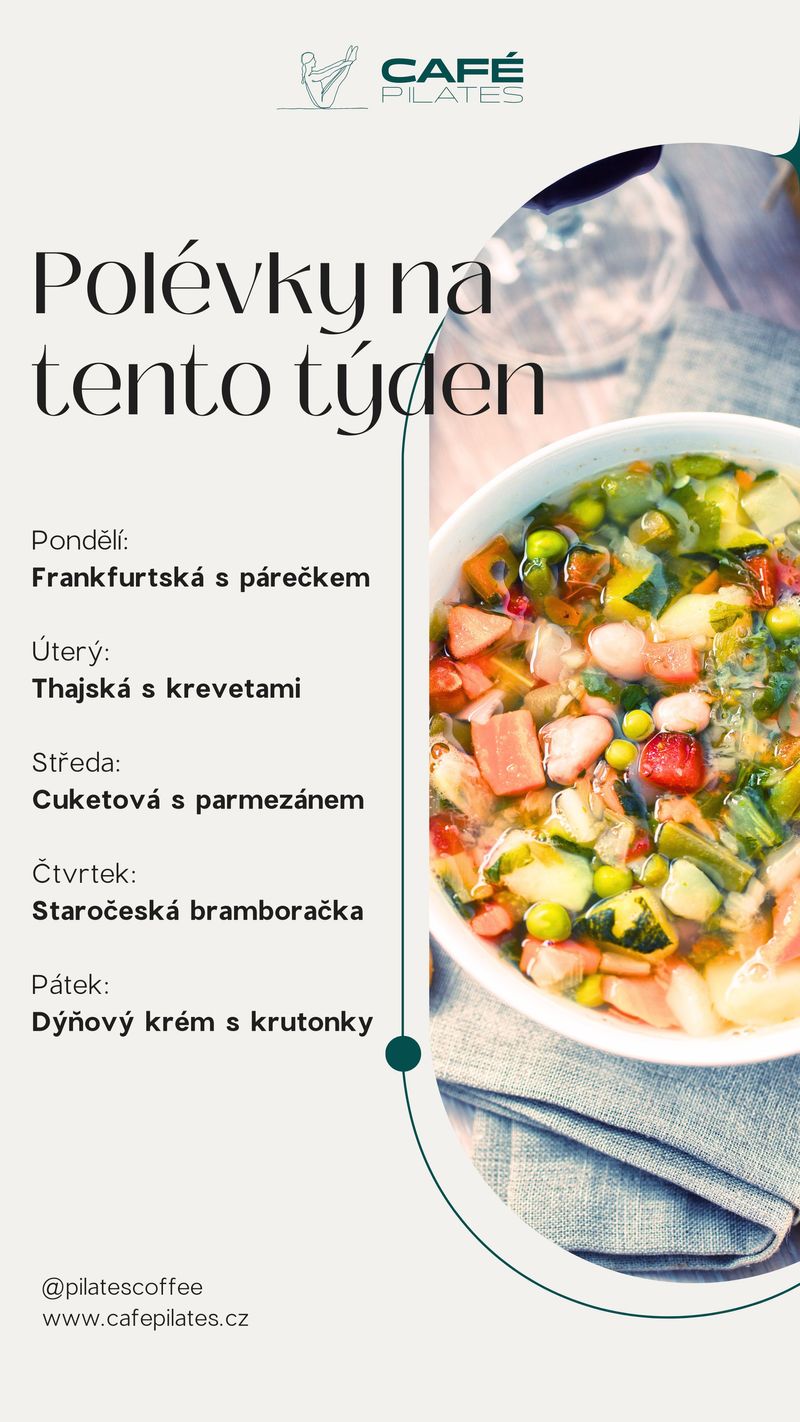 CAFÉ
PILATES
Polévky na
tento týden
Pondělí:
Frankfurtská s párečkem
Úterý:
Thajská s krevetami
Středa:
Cuketová s parmezánem
Čtvrtek:
Staročeská bramboračka
Pátek:
Dýňový krém s krutonky
@pilatescoffee
www.cafepilates.cz